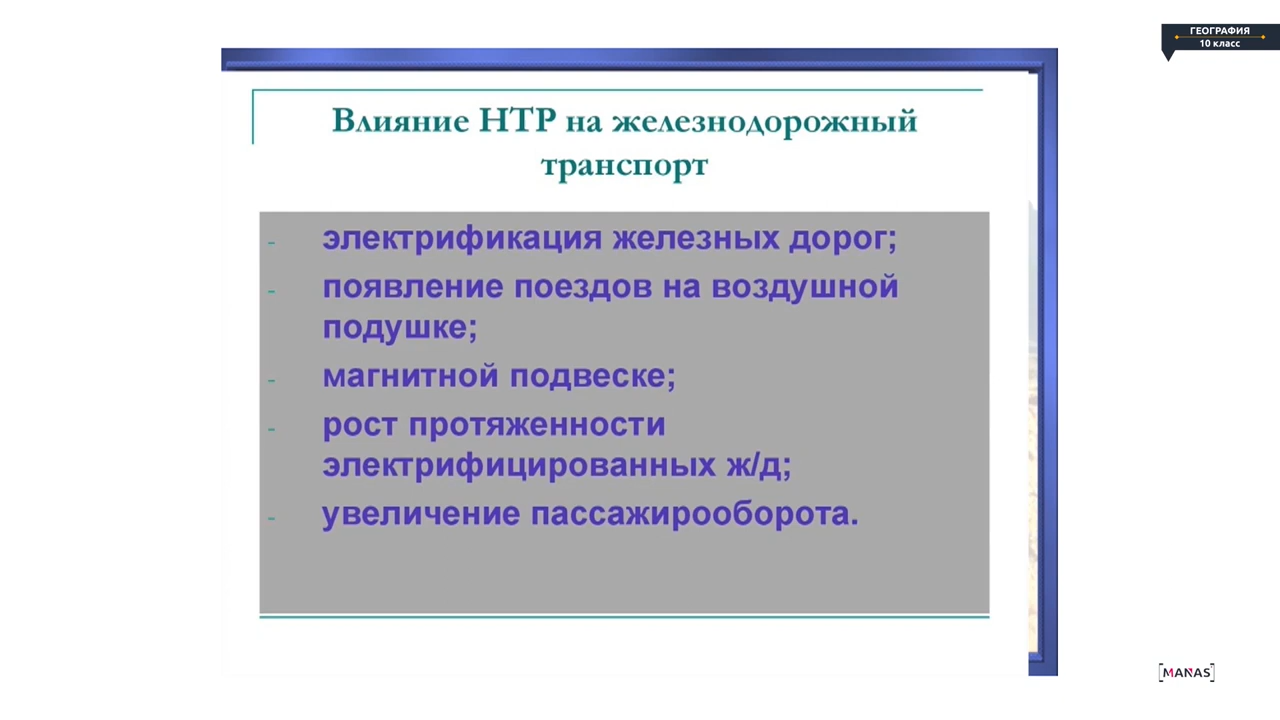 ГЕОГРАФИЯ
10 класс
Влияние НТР на железнодорожный
транспорт
- электрификация железных дорог;
- появление поездов на воздушной
подушке;
- магнитной подвеске;
- рост протяженности
электрифицированных ж/д;
- увеличение пассажирооборота.
[MANAS]